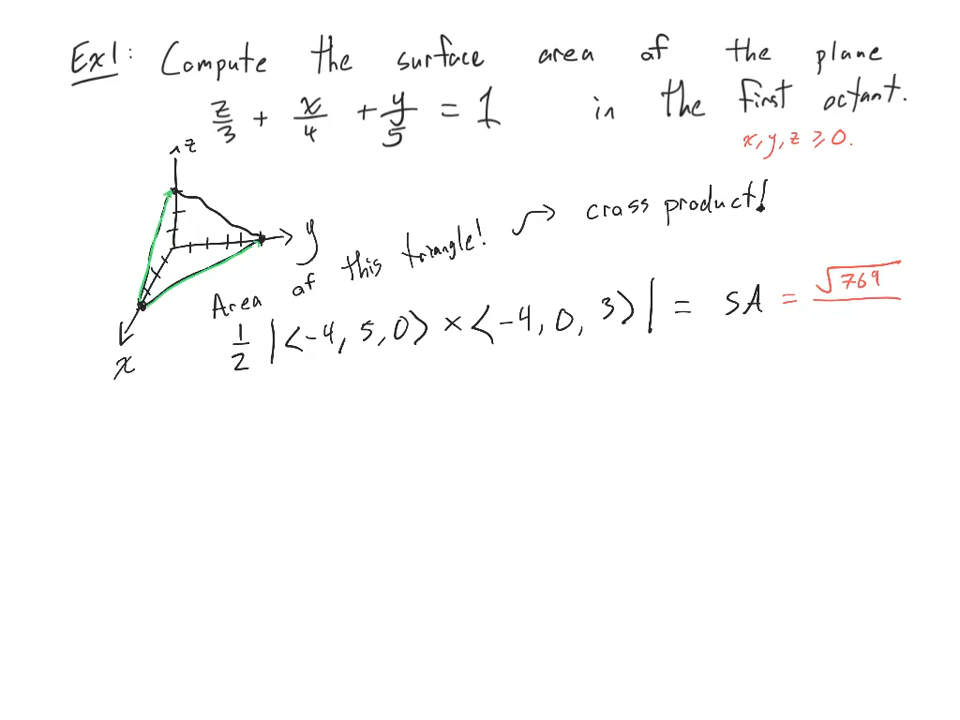 Ex1: Compute the surface area of the plane
z/3 + x/4 + y/5 = 1 in the first octant.
x, y, z ≥ 0.
z
y
x
Area of this triangle! → cross product!
1/2 |<-4, 5, 0> × <-4, 0, 3>| = SA = √769